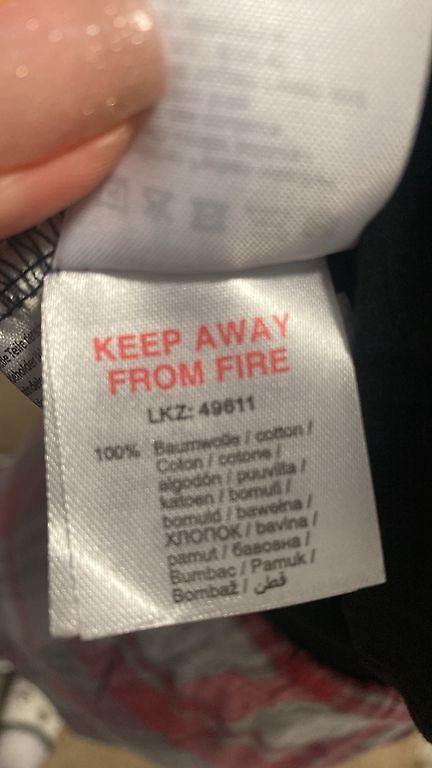 KEEP AWAY
FROM FIRE
LKZ: 49611
100% Baumwolle / cotton /
Coton / cotone /
algodón / puuvilla /
katoen / bomull /
bomuld / bawełna /
ХЛОПОК / bavlna /
pamut / бавовна /
Bumbac / Pamuk /
Bombaž / قطن